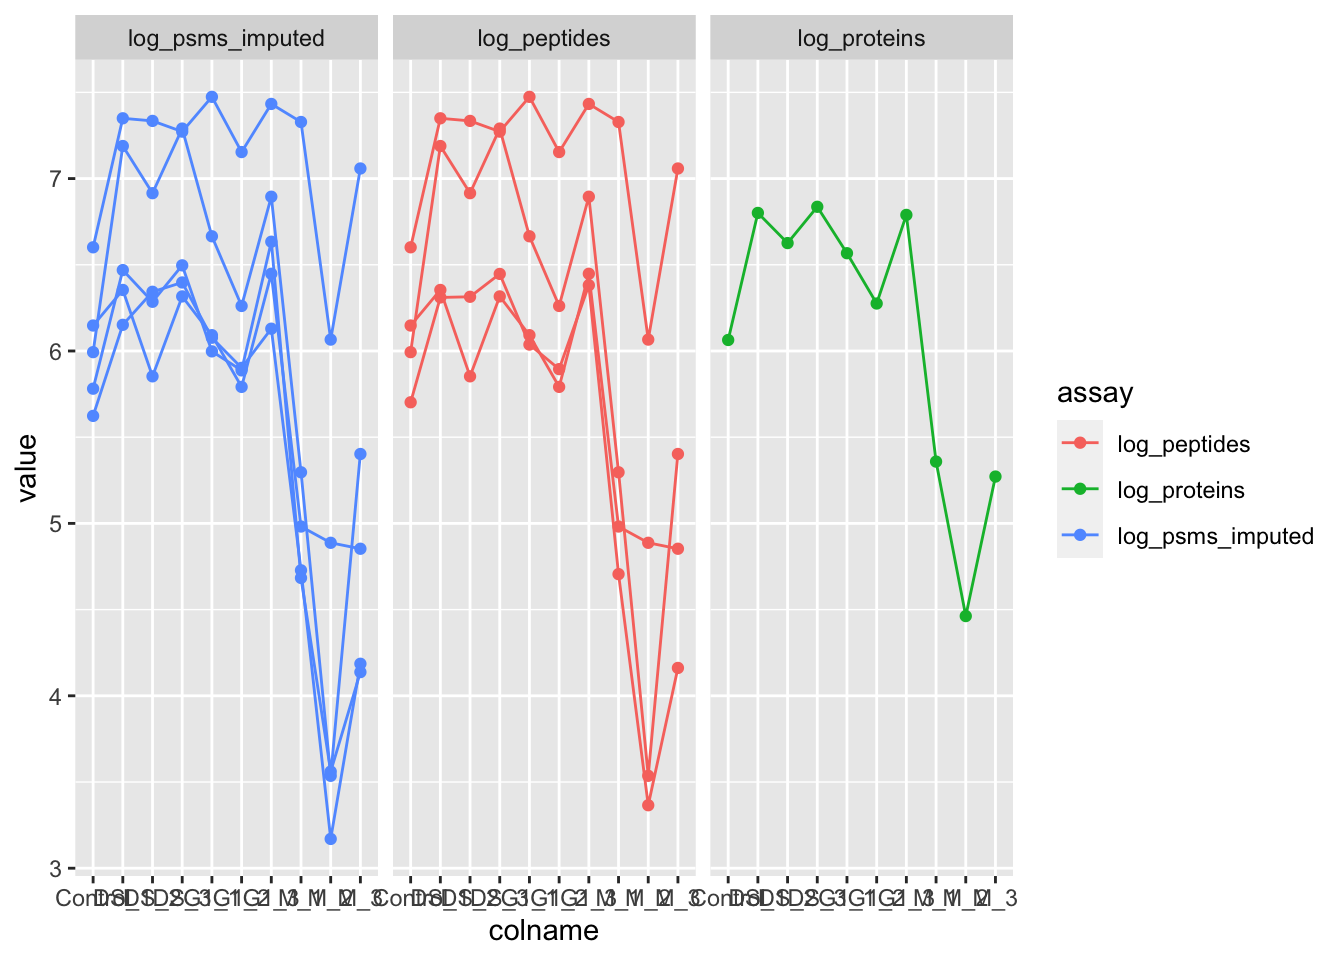 log_psms_imputed
log_peptides
log_proteins
7
6
5
4
3
value
colname
assay
log_peptides
log_proteins
log_psms_imputed